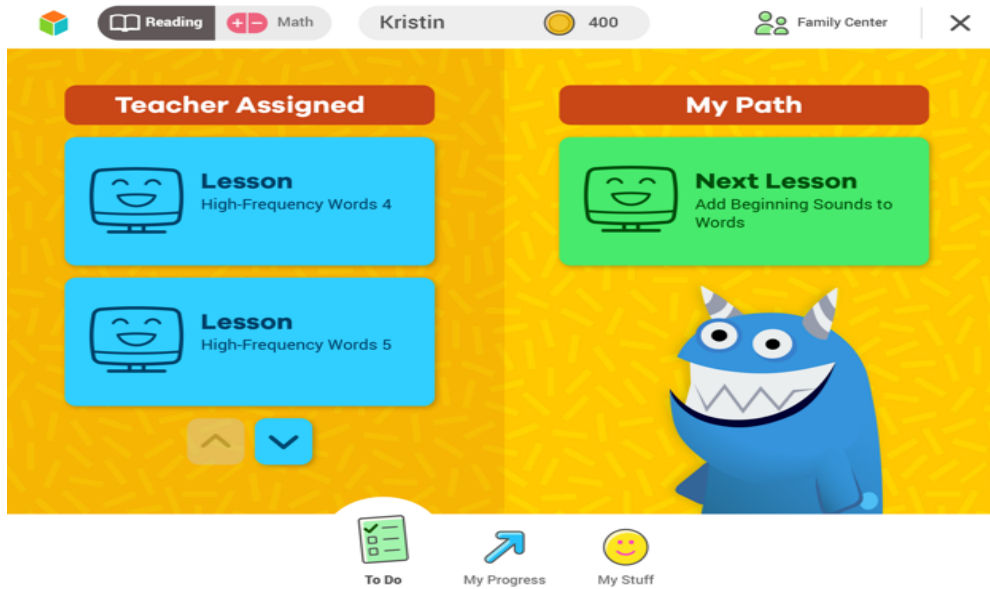 Reading
Math
Kristin
400
Family Center
Teacher Assigned
Lesson
High-Frequency Words 4
Lesson
High-Frequency Words 5
My Path
Next Lesson
Add Beginning Sounds to
Words
To Do
My Progress
My Stuff